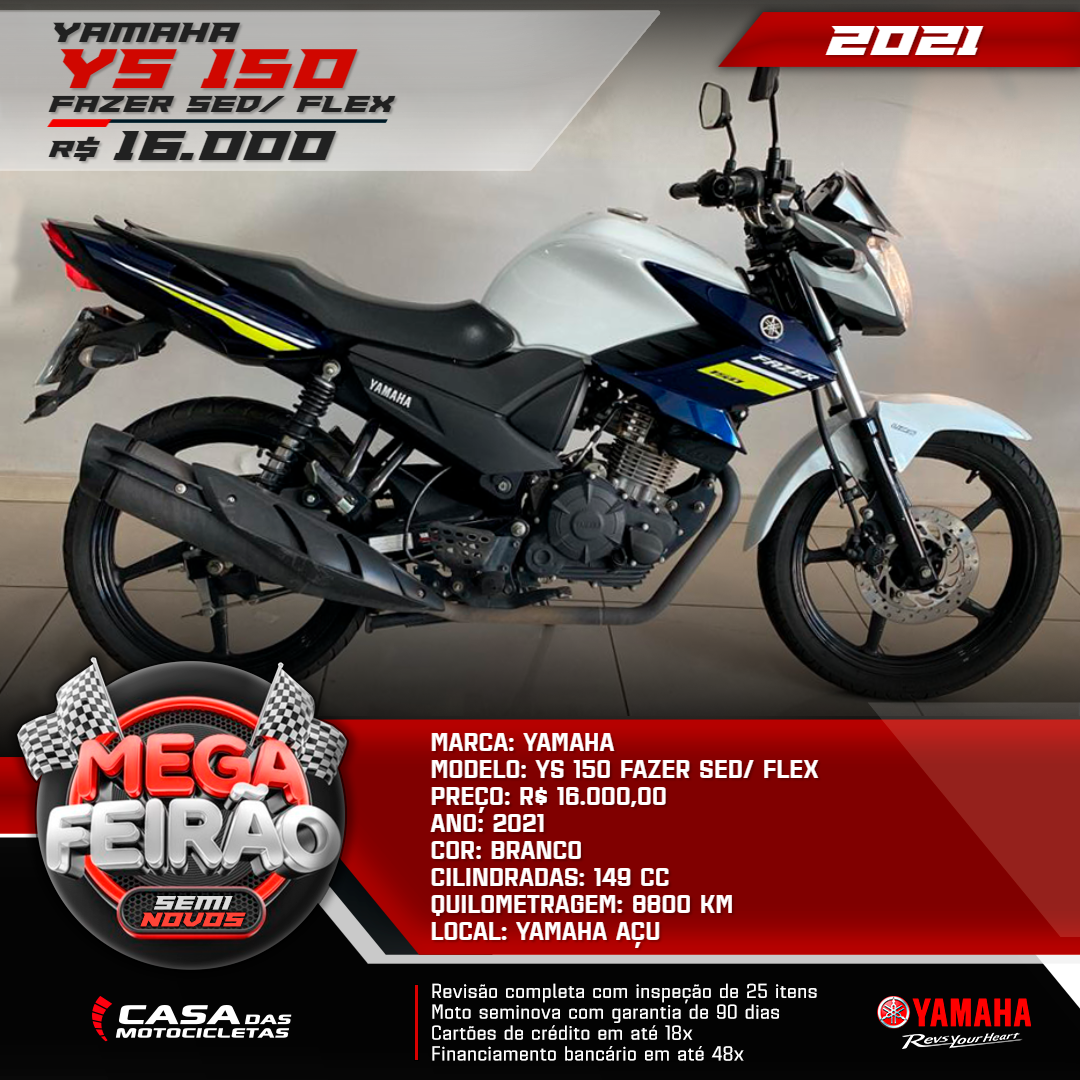 YAMAHA
YS 150
FAZER SED/ FLEX
R$ 16.000
2021
YAMAHA
FAZER
150
MEGA
FEIRÃO
SEMI
NOVOS
MARCA: YAMAHA
MODELO: YS 150 FAZER SED/ FLEX
PREÇO: R$ 16.000,00
ANO: 2021
COR: BRANCO
CILINDRADAS: 149 CC
QUILOMETRAGEM: 8800 KM
LOCAL: YAMAHA AÇU
CASA DAS
MOTOCICLETAS
Revisão completa com inspeção de 25 itens
Moto seminova com garantia de 90 dias
Cartões de crédito em até 18x
Financiamento bancário em até 48x
YAMAHA
Revs Your Heart